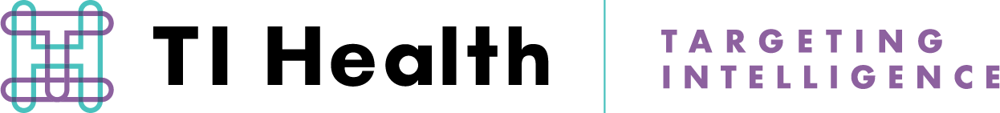 TI Health
TARGETING
INTELLIGENCE